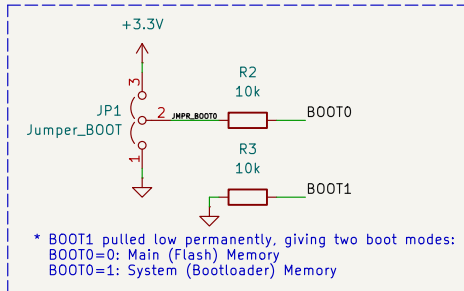 +3.3V
3
JP1
Jumper_BOOT
2
JMPR_BOOT0
1
R2
10k
BOOT0
R3
10k
BOOT1
* BOOT1 pulled low permanently, giving two boot modes:
BOOT0=0: Main (Flash) Memory
BOOT0=1: System (Bootloader) Memory